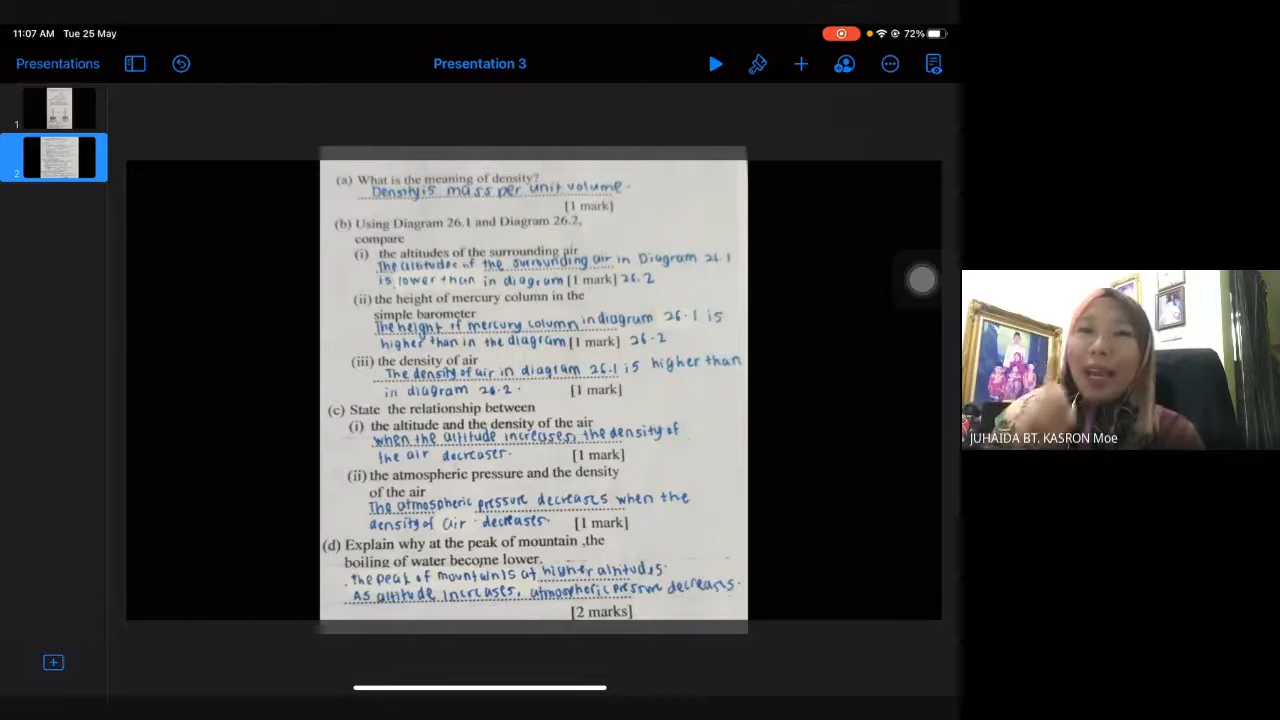 11:07 AM Tue 25 May
72%
Presentations
Presentation 3
1
2
(a) What is the meaning of density?
Density is mass per unit volume.
[1 mark]
(b) Using Diagram 26.1 and Diagram 26.2,
compare
(i) the altitudes of the surrounding air
The altitudes of the surrounding air in Diagram 26.1
is lower than in diagram [1 mark] 26.2
(ii) the height of mercury column in the
simple barometer
The height of mercury column in diagram 26.1 is
higher than in the diagram [1 mark] 26.2
(iii) the density of air
The density of air in diagram 26.1 is higher than
in diagram 26.2. [1 mark]
(c) State the relationship between
(i) the altitude and the density of the air
when the altitude increases, the density of
the air decreases. [1 mark]
(ii) the atmospheric pressure and the density
of the air
The atmospheric pressure decreases when the
density of air decreases. [1 mark]
(d) Explain why at the peak of mountain ,the
boiling of water become lower.
The peak of mountain is at higher altitudes.
As altitude increases, atmospheric pressure decreases.
[2 marks]
JUHAIDA BT. KASRON Moe